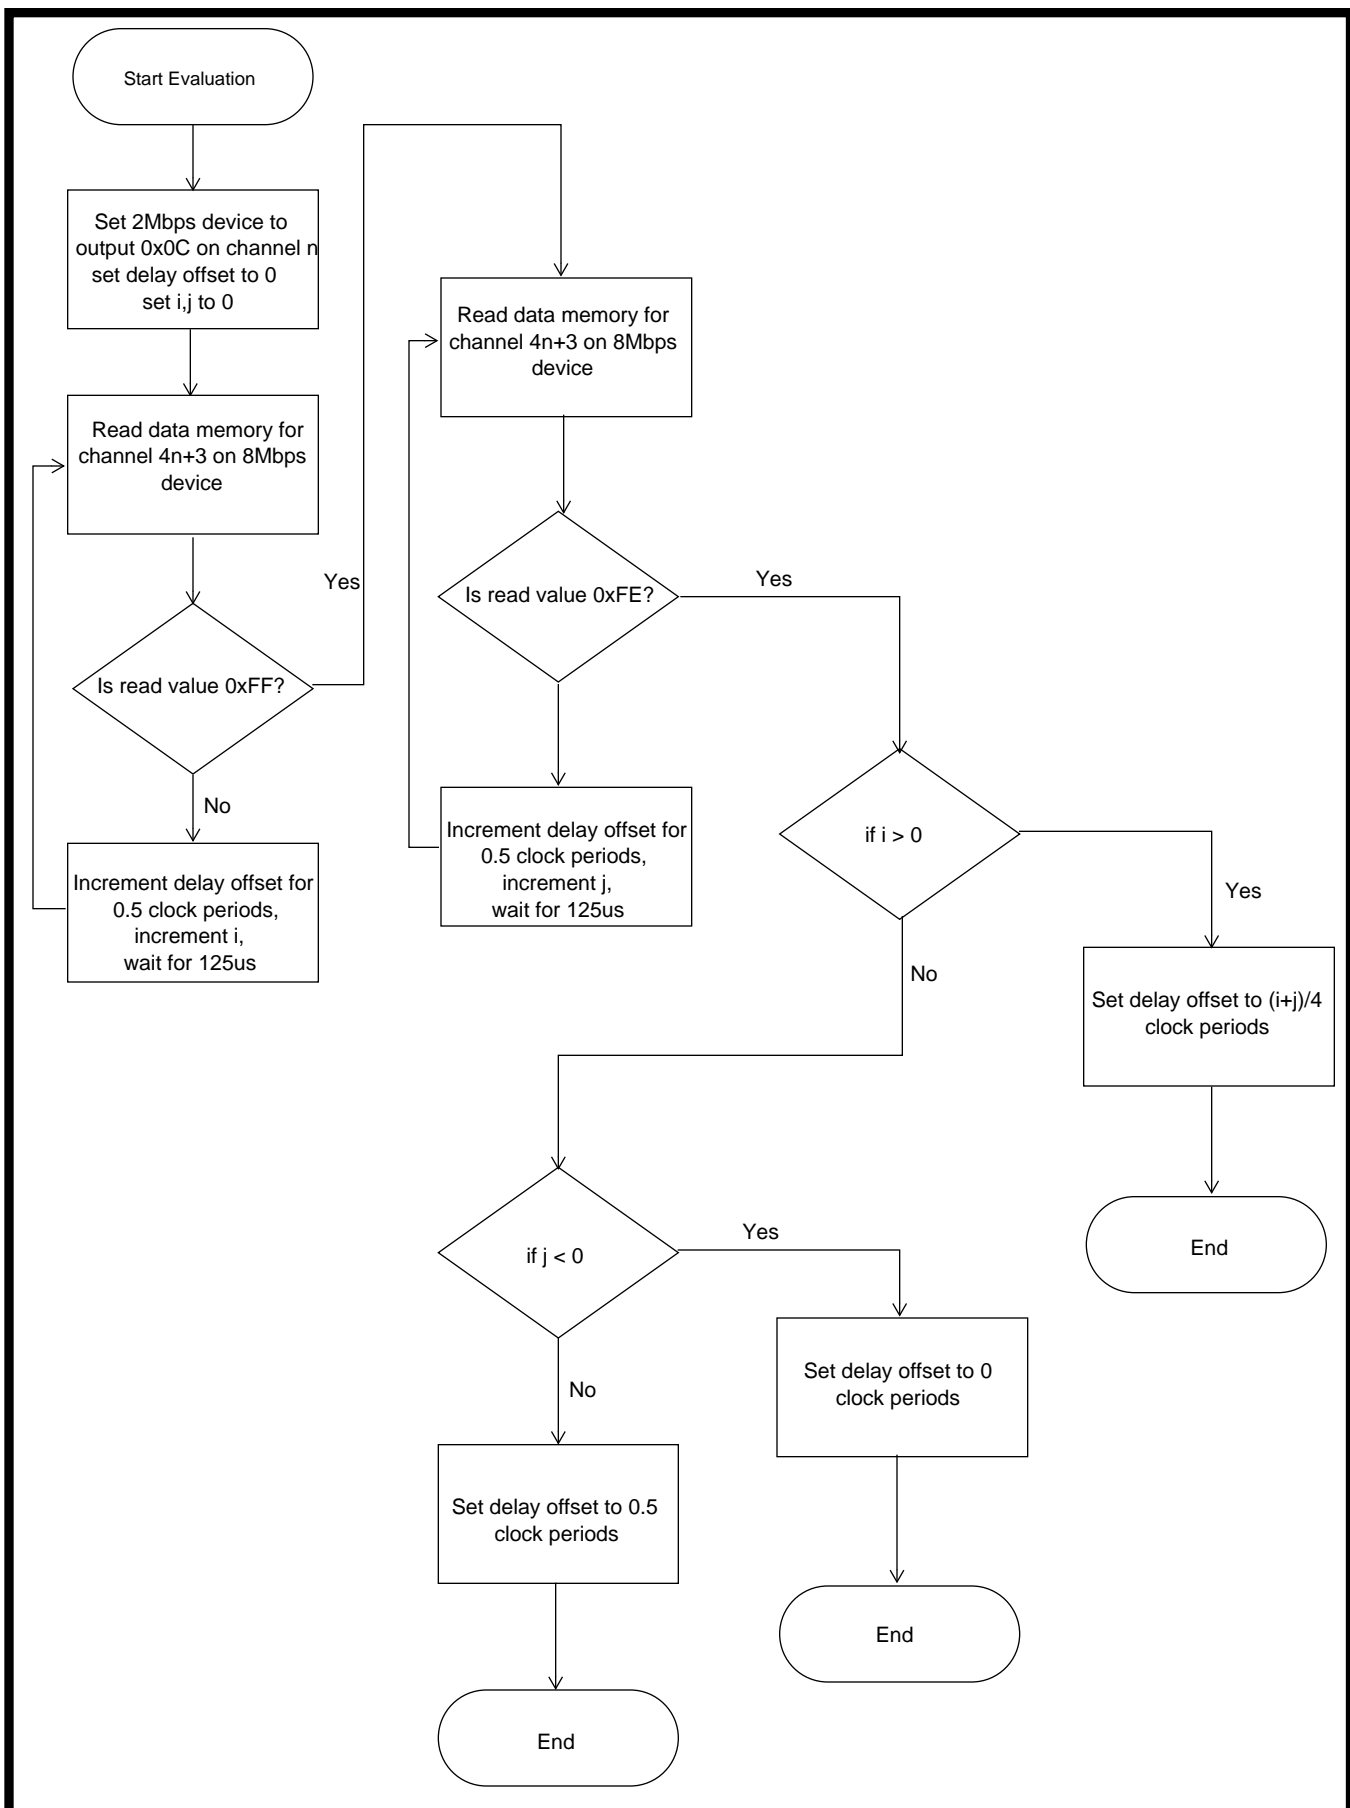 Start Evaluation
Set 2Mbps device to
output 0x0C on channel n
set delay offset to 0
set i,j to 0
Read data memory for
channel 4n+3 on 8Mbps
device
Is read value 0xFF?
Yes
No
Increment delay offset for
0.5 clock periods,
increment i,
wait for 125us
Read data memory for
channel 4n+3 on 8Mbps
device
Is read value 0xFE?
Yes
Increment delay offset for
0.5 clock periods,
increment j,
wait for 125us
if i > 0
Yes
No
Set delay offset to (i+j)/4
clock periods
End
if j < 0
Yes
No
Set delay offset to 0
clock periods
End
Set delay offset to 0.5
clock periods
End